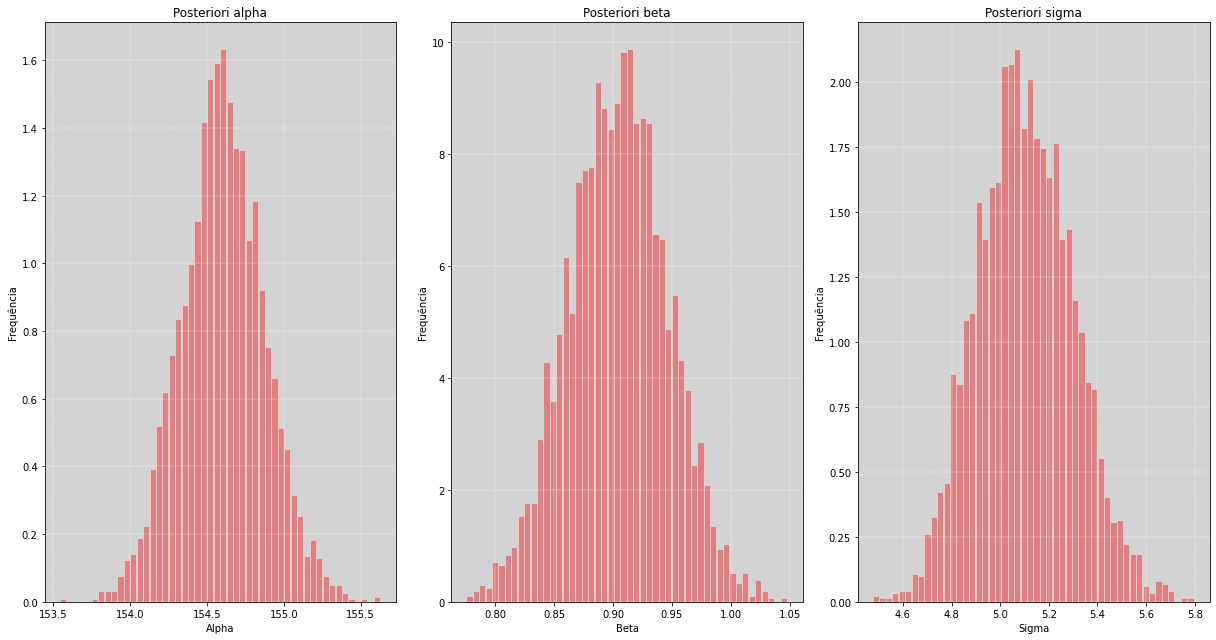 Posteriori alpha
Frequência
1.6
1.4
1.2
1.0
0.8
0.6
0.4
0.2
0.0
153.5 154.0 154.5 155.0 155.5
Alpha
Posteriori beta
Frequência
10
8
6
4
2
0
0.80 0.85 0.90 0.95 1.00 1.05
Beta
Posteriori sigma
Frequência
2.00
1.75
1.50
1.25
1.00
0.75
0.50
0.25
0.00
4.6 4.8 5.0 5.2 5.4 5.6 5.8
Sigma